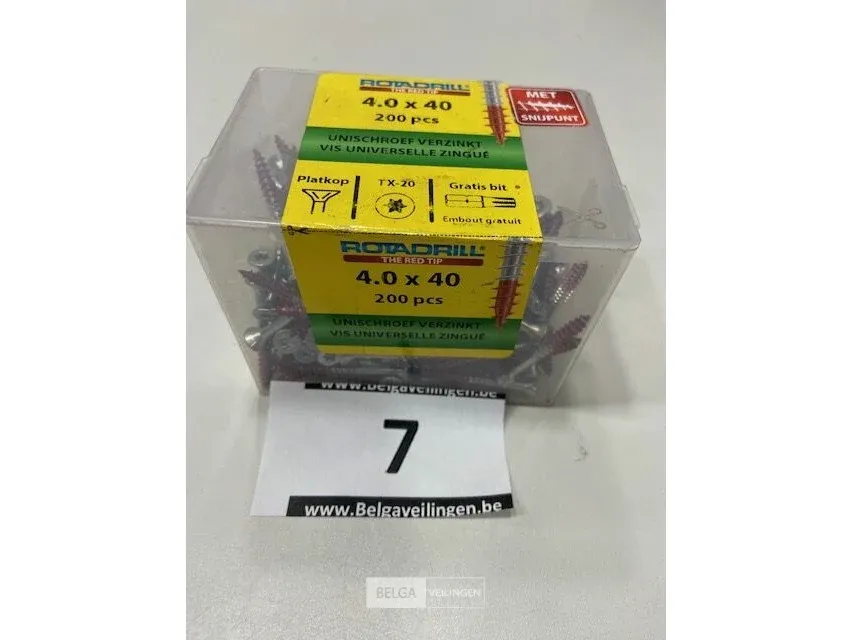 ROTADRILL®
THE RED TIP
4.0 x 40
200 pcs
UNISCHROEF VERZINKT
VIS UNIVERSELLE ZINGUÉ
Platkop
TX-20
Gratis bit
Embout gratuit
MET
SNIJPUNT
ROTADRILL®
THE RED TIP
4.0 x 40
200 pcs
UNISCHROEF VERZINKT
VIS UNIVERSELLE ZINGUÉ
www.Belgaveilingen.be
7
www.Belgaveilingen.be
BELGA VEILINGEN